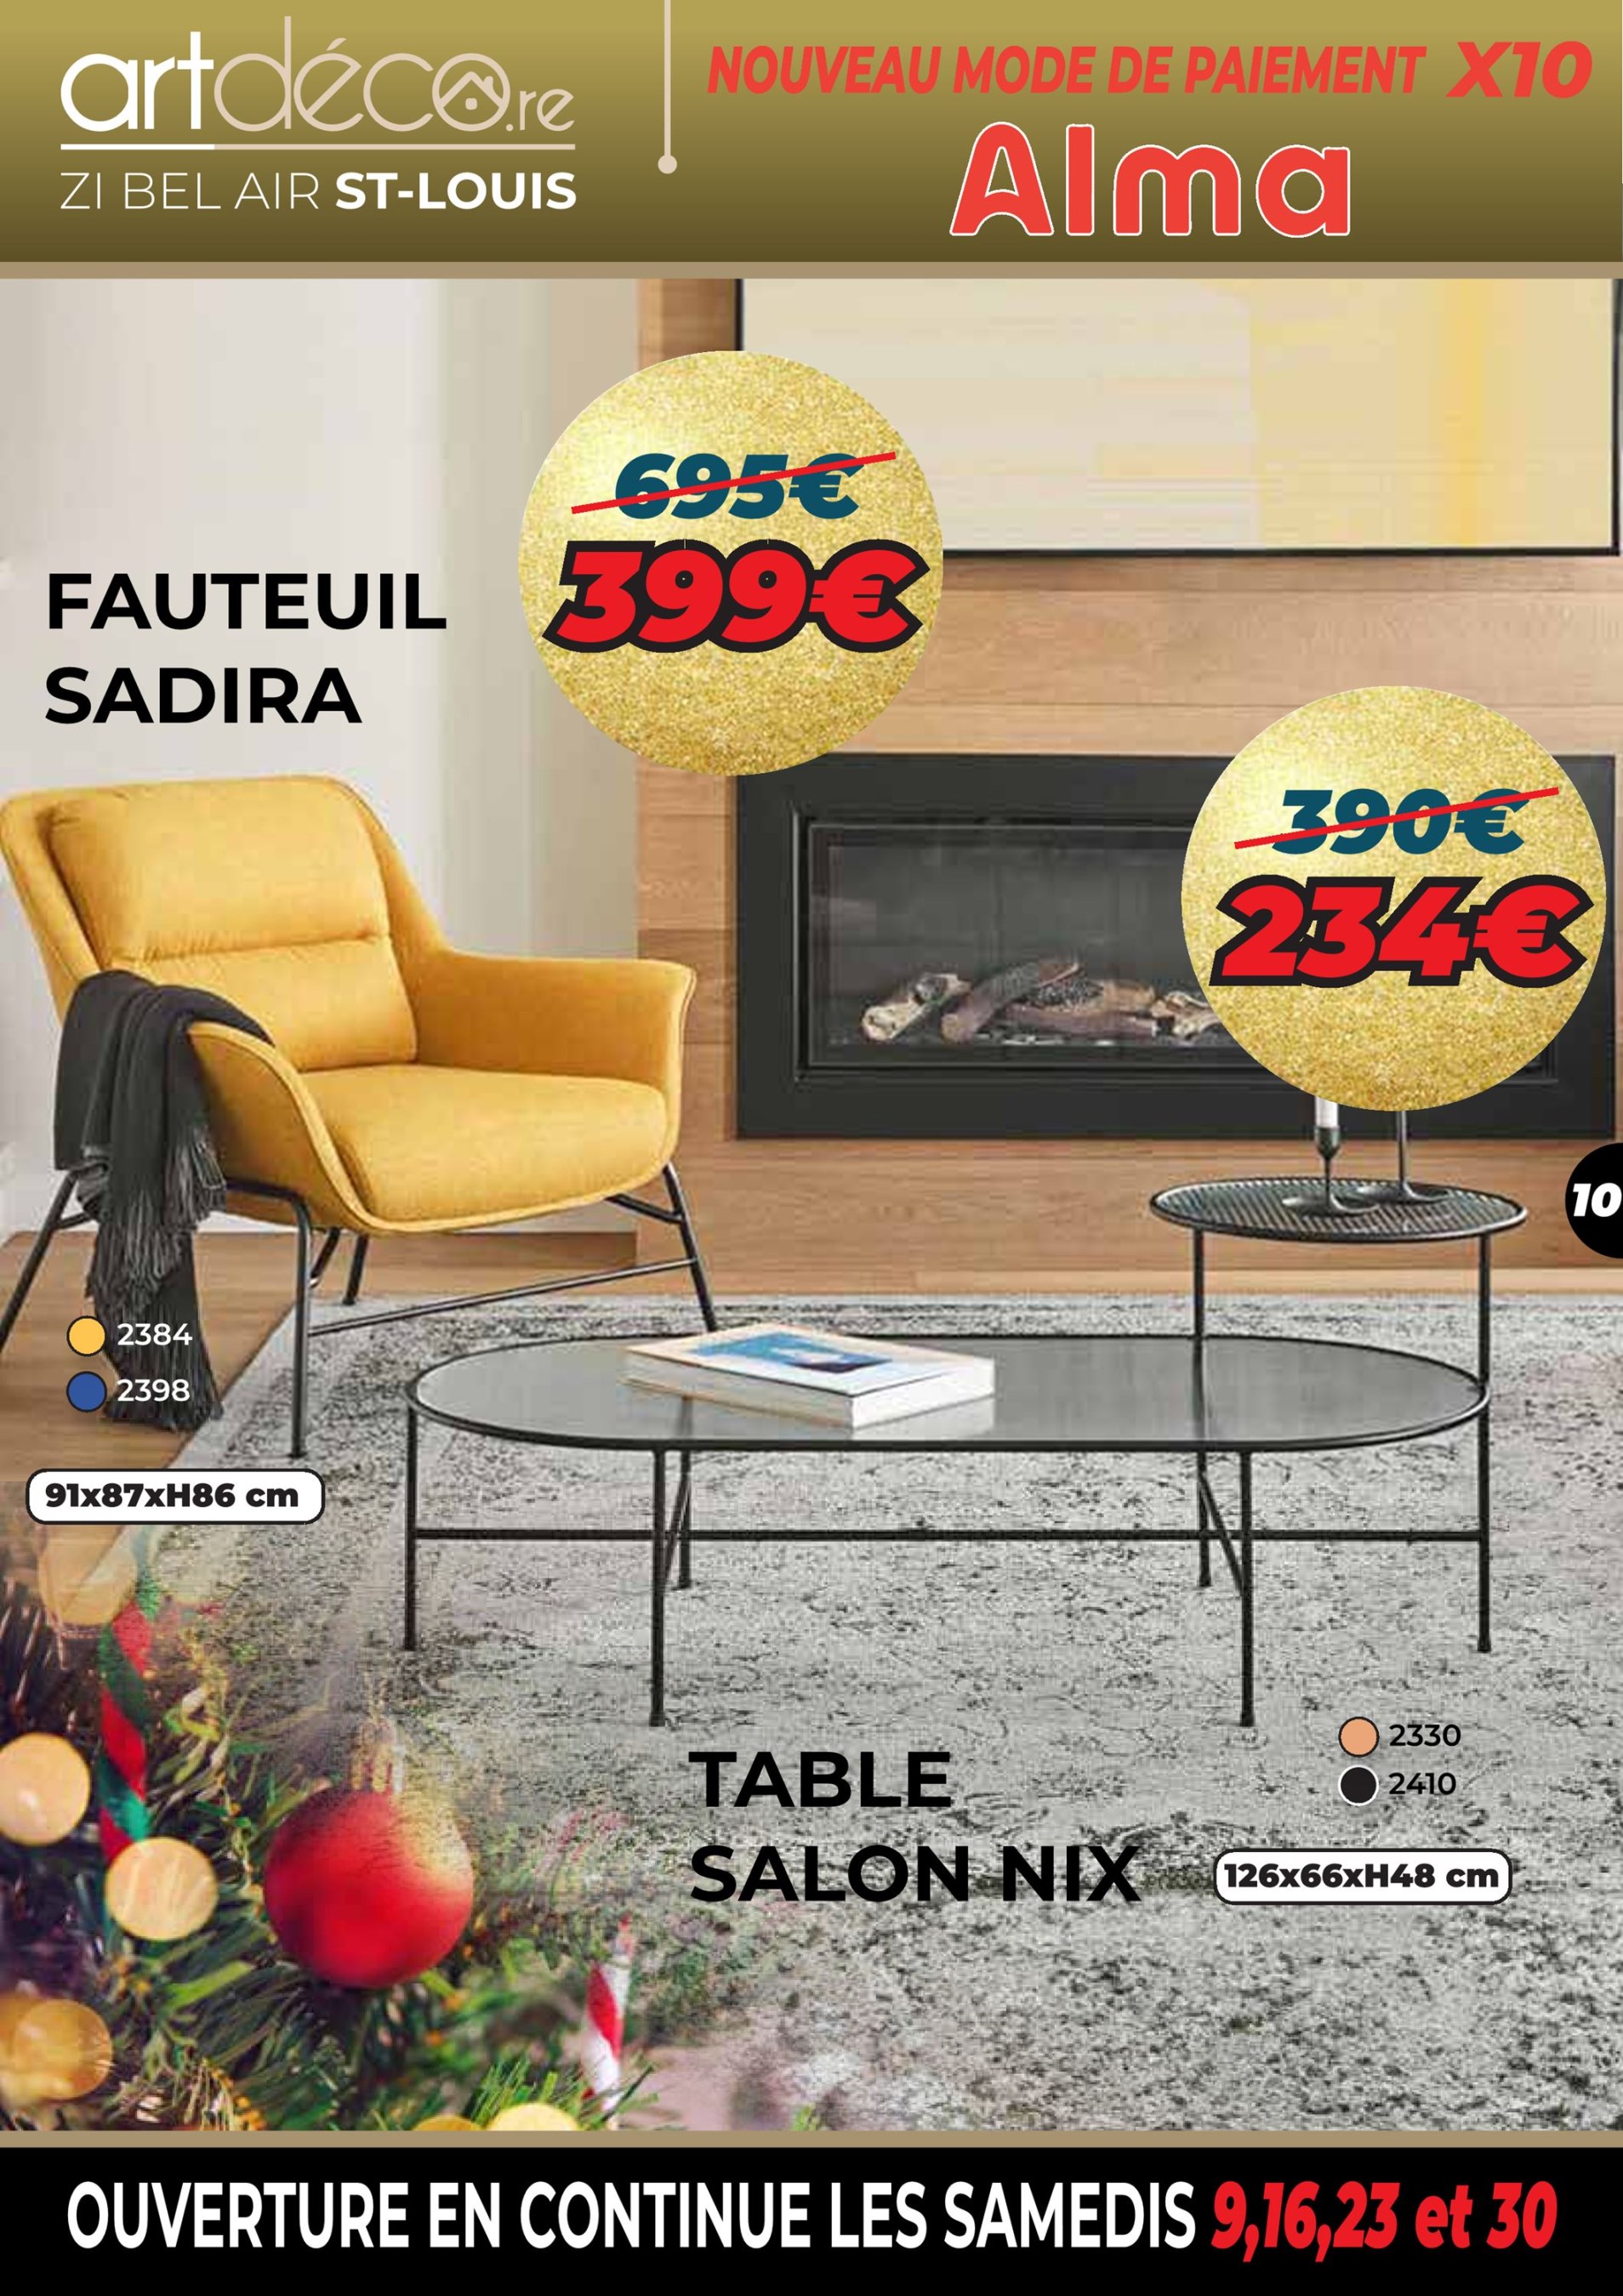 artdéco.re
ZI BEL AIR ST-LOUIS
NOUVEAU MODE DE PAIEMENT X10
Alma
695€
399€
FAUTEUIL
SADIRA
390€
234€
10
2384
2398
91x87xH86 cm
2330
2410
TABLE
SALON NIX
126x66xH48 cm
OUVERTURE EN CONTINUE LES SAMEDIS 9,16,23 et 30